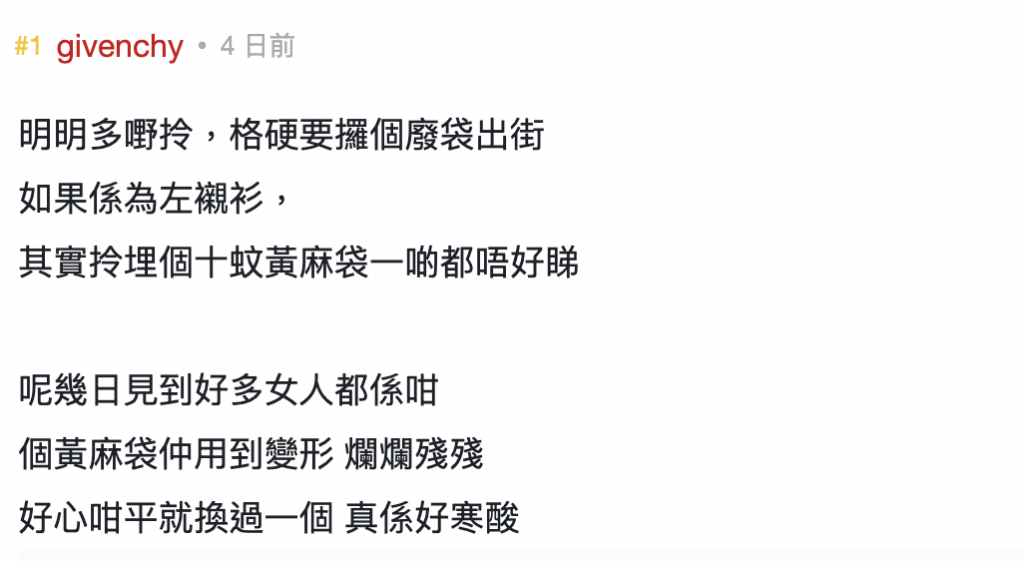 #1 givenchy • 4 日前
明明多嘢拎，格硬要攞個廢袋出街
如果係為左襯衫，
其實拎埋個十蚊黃麻袋一啲都唔好睇
呢幾日見到好多女人都係咁
個黃麻袋仲用到變形 爛爛殘殘
好心咁平就換過一個 真係好寒酸